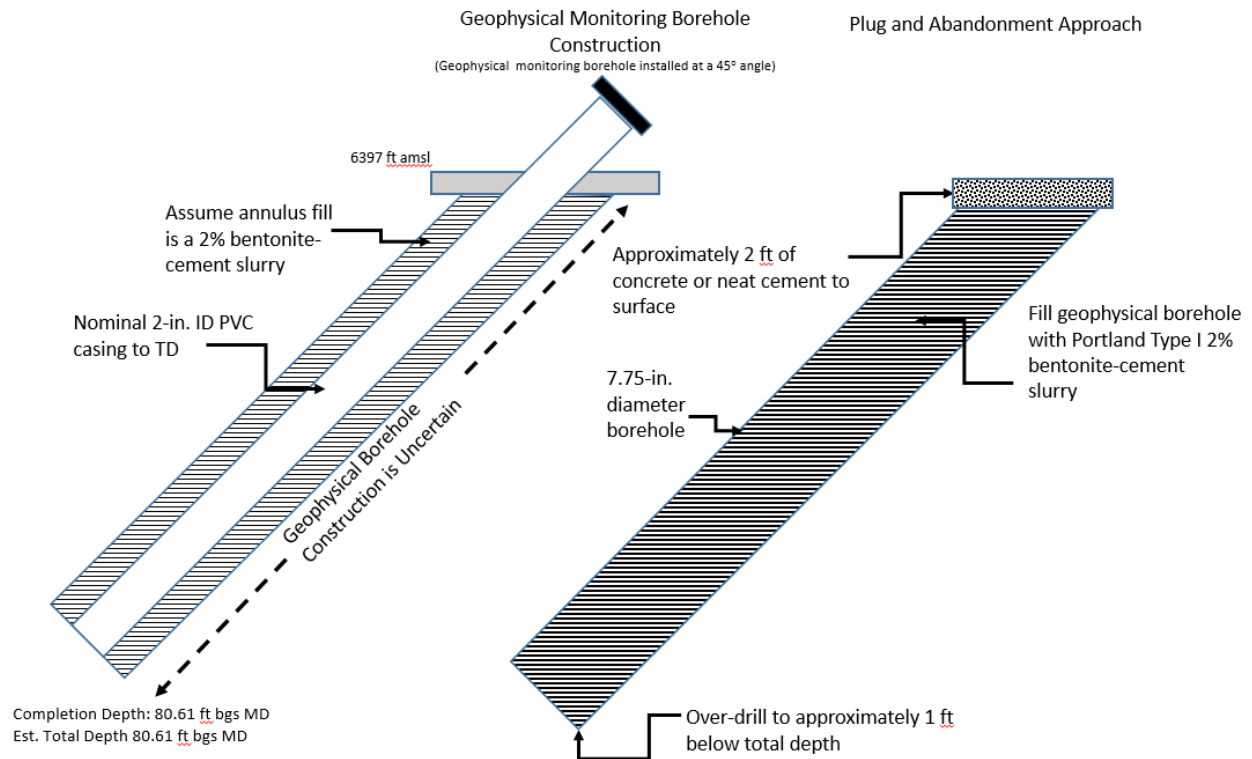 Geophysical Monitoring Borehole
Construction
(Geophysical monitoring borehole installed at a 45° angle)
Plug and Abandonment Approach
6397 ft amsl
Assume annulus fill
is a 2% bentonite-
cement slurry
Nominal 2-in. ID PVC
casing to TD
Geophysical Borehole
Construction is Uncertain
Completion Depth: 80.61 ft bgs MD
Est. Total Depth 80.61 ft bgs MD
Approximately 2 ft of
concrete or neat cement to
surface
7.75-in.
diameter
borehole
Fill geophysical borehole
with Portland Type I 2%
bentonite-cement
slurry
Over-drill to approximately 1 ft
below total depth